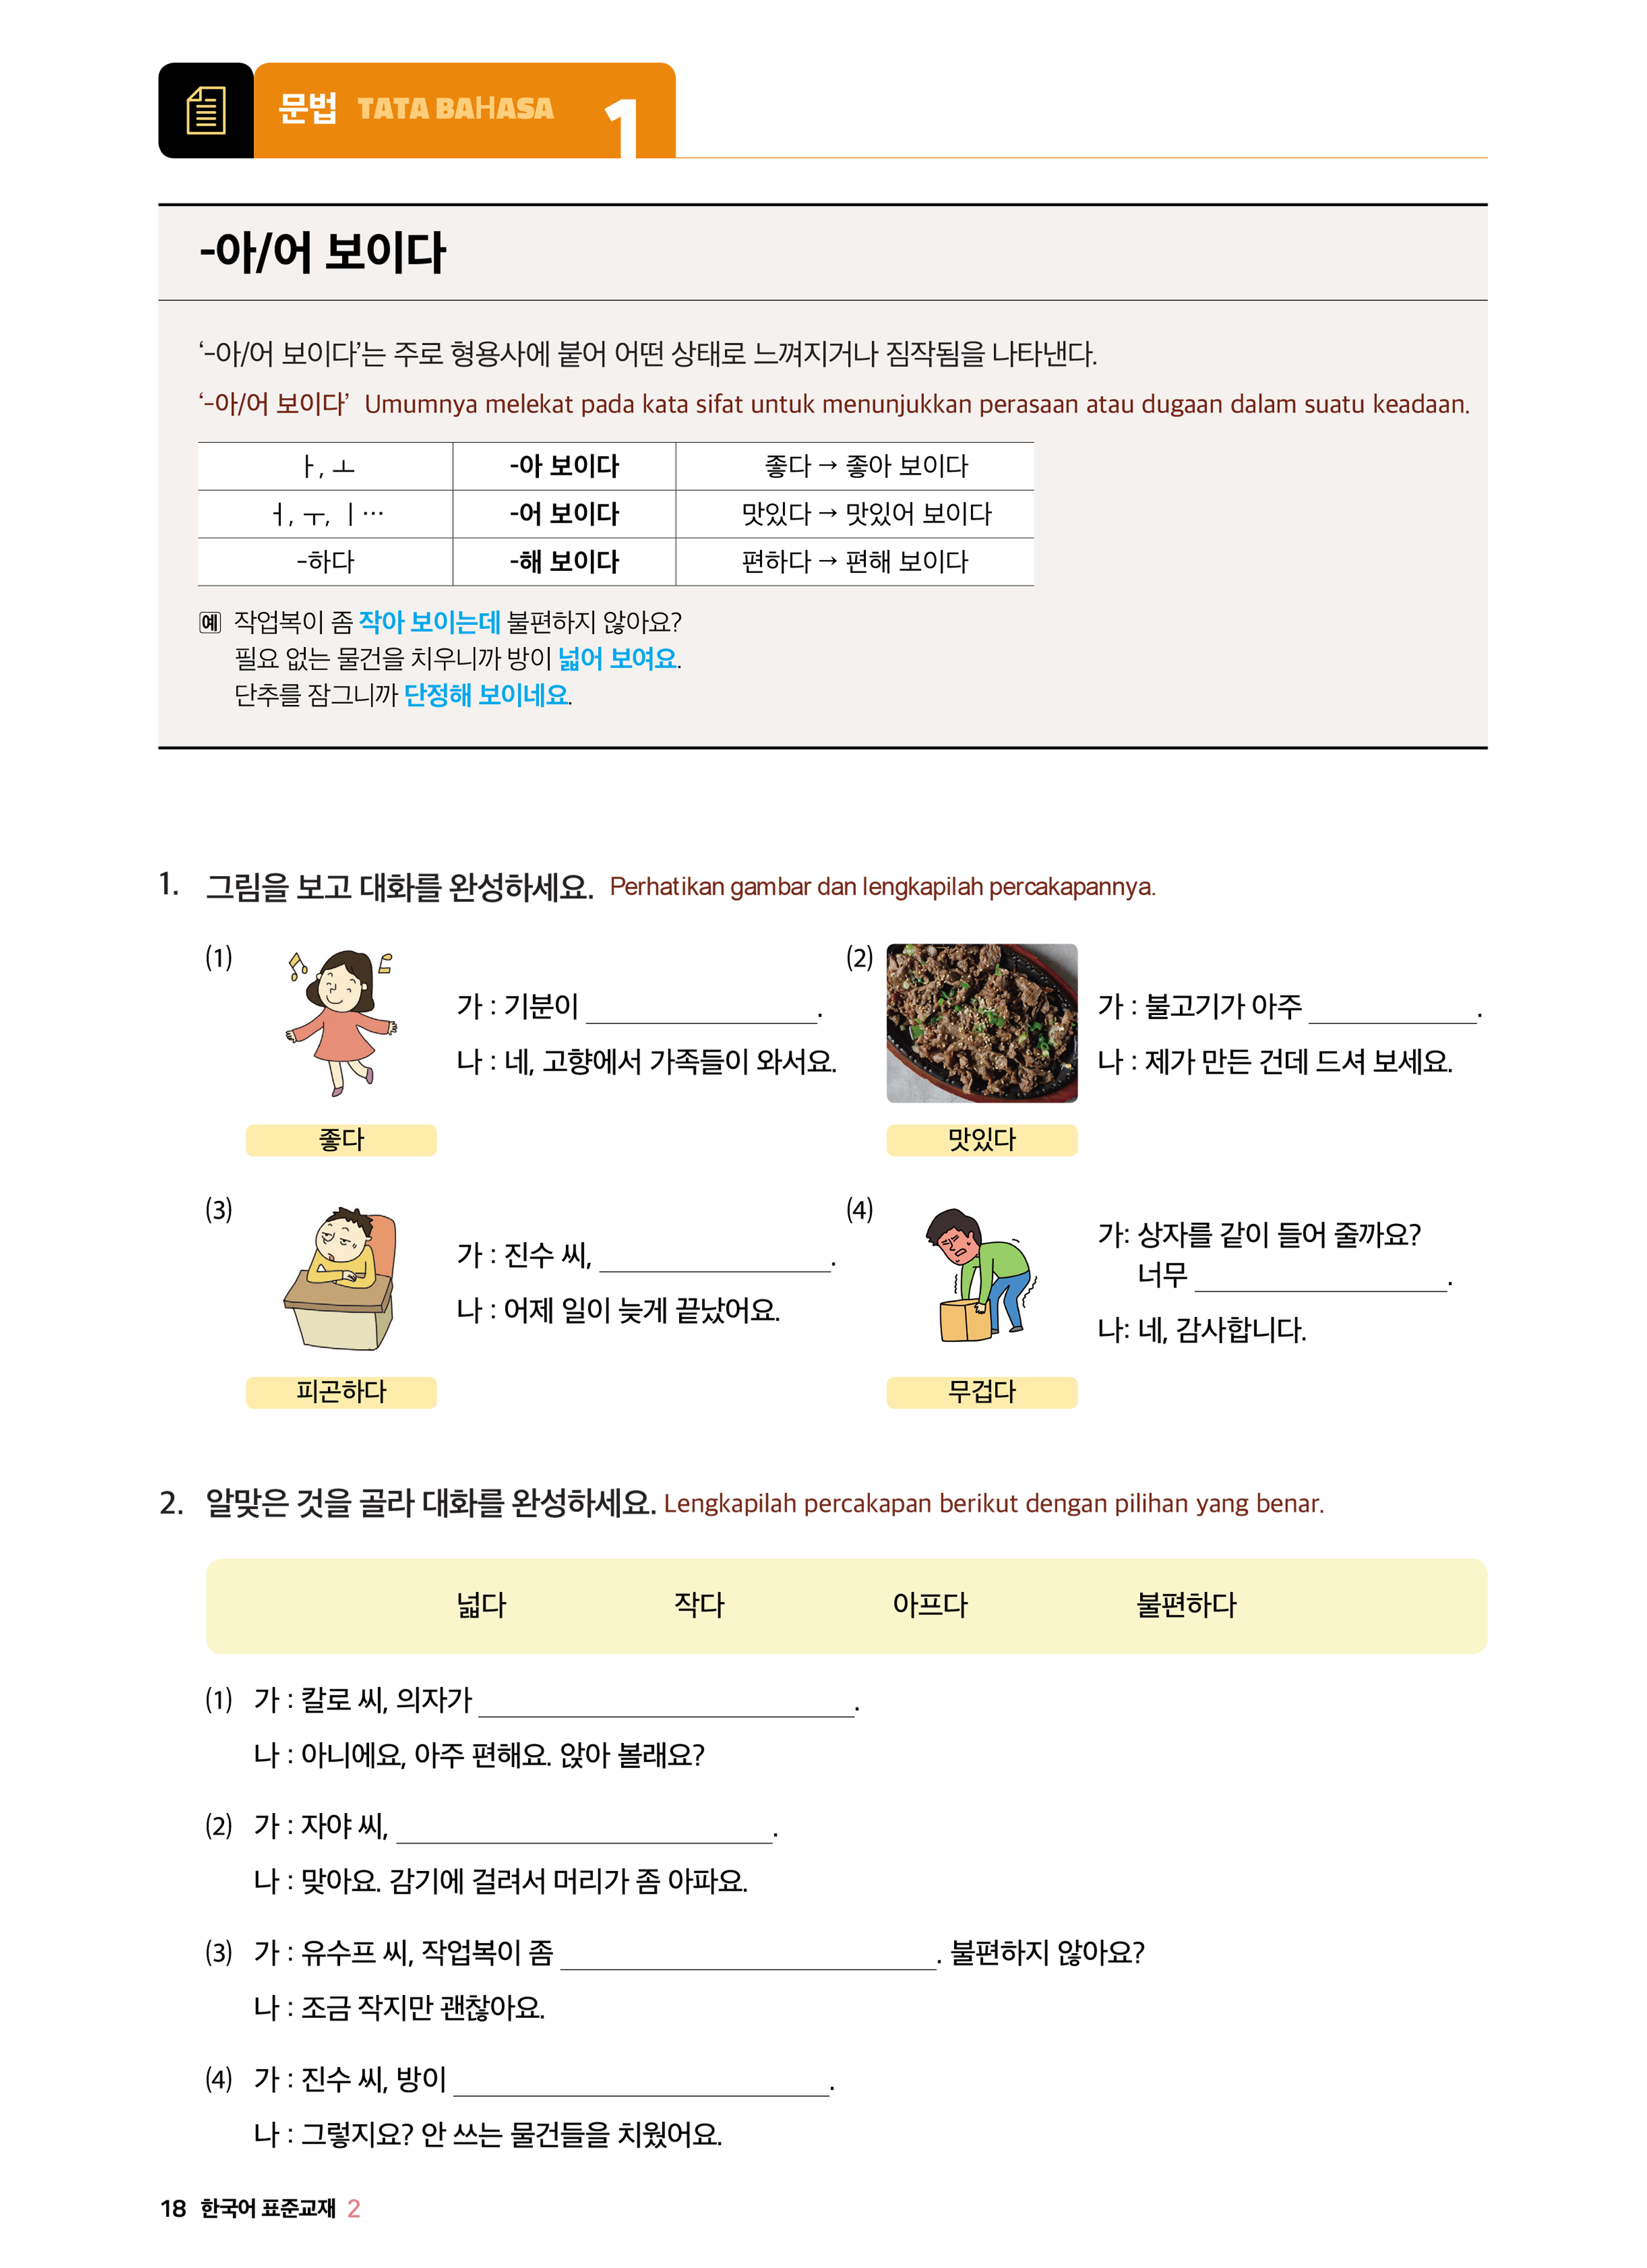 문법 TATA BAHASA 1
-아/어 보이다
‘-아/어 보이다’는 주로 형용사에 붙어 어떤 상태로 느껴지거나 짐작됨을 나타낸다.
‘-아/어 보이다’ Umumnya melekat pada kata sifat untuk menunjukkan perasaan atau dugaan dalam suatu keadaan.
ㅏ, ㅗ -아 보이다 좋다 → 좋아 보이다
ㅓ, ㅜ, ㅣ… -어 보이다 맛있다 → 맛있어 보이다
-하다 -해 보이다 편하다 → 편해 보이다
예 작업복이 좀 작아 보이는데 불편하지 않아요?
필요 없는 물건을 치우니까 방이 넓어 보여요.
단추를 잠그니까 단정해 보이네요.
1. 그림을 보고 대화를 완성하세요. Perhatikan gambar dan lengkapilah percakapannya.
(1)
가 : 기분이 ____________.
나 : 네, 고향에서 가족들이 와서요.
좋다
(2)
가 : 불고기가 아주 ____________.
나 : 제가 만든 건데 드셔 보세요.
맛있다
(3)
가 : 진수 씨, ____________.
나 : 어제 일이 늦게 끝났어요.
피곤하다
(4)
가: 상자를 같이 들어 줄까요?
너무 ____________.
나: 네, 감사합니다.
무겁다
2. 알맞은 것을 골라 대화를 완성하세요. Lengkapilah percakapan berikut dengan pilihan yang benar.
넓다 작다 아프다 불편하다
(1) 가 : 칼로 씨, 의자가 ____________.
나 : 아니에요, 아주 편해요. 앉아 볼래요?
(2) 가 : 자야 씨, ____________.
나 : 맞아요. 감기에 걸려서 머리가 좀 아파요.
(3) 가 : 유수프 씨, 작업복이 좀 ____________. 불편하지 않아요?
나 : 조금 작지만 괜찮아요.
(4) 가 : 진수 씨, 방이 ____________.
나 : 그렇지요? 안 쓰는 물건들을 치웠어요.
18 한국어 표준교재 2